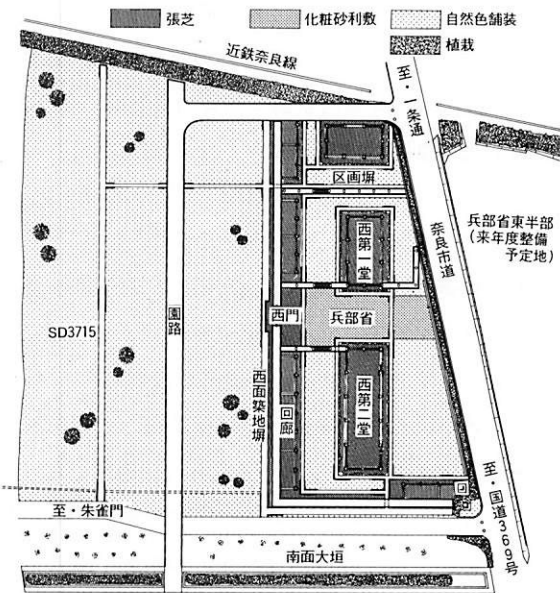 張芝
化粧砂利敷
自然色舗装
植栽
近鉄奈良線
至・一条通
区画塀
兵部省東半部
(来年度整備
予定地)
奈良市道
西第一堂
園路
西門
兵部省
SD3715
西面築地塀
回廊
西第二堂
至・国道369号
至・朱雀門
南面大垣